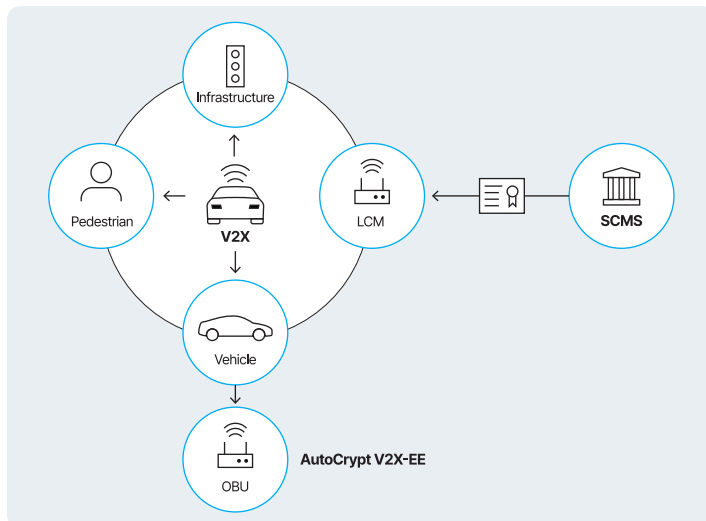 Infrastructure
Pedestrian
V2X
LCM
SCMS
Vehicle
OBU
AutoCrypt V2X-EE